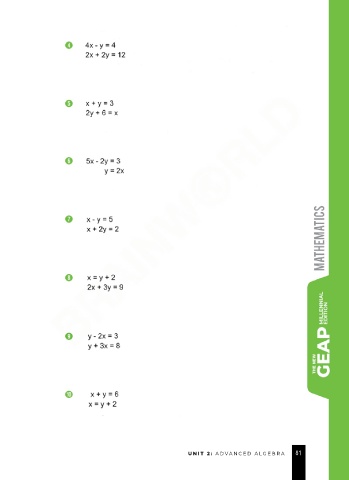 4 4x - y = 4
2x + 2y = 12
5 x + y = 3
2y + 6 = x
6 5x - 2y = 3
y = 2x
7 x - y = 5
x + 2y = 2
8 x = y + 2
2x + 3y = 9
9 y - 2x = 3
y + 3x = 8
10 x + y = 6
x = y + 2
MATHEMATICS
THE NEW
GEAP
MILLENNIAL
EDITION
UNIT 2: ADVANCED ALGEBRA 51